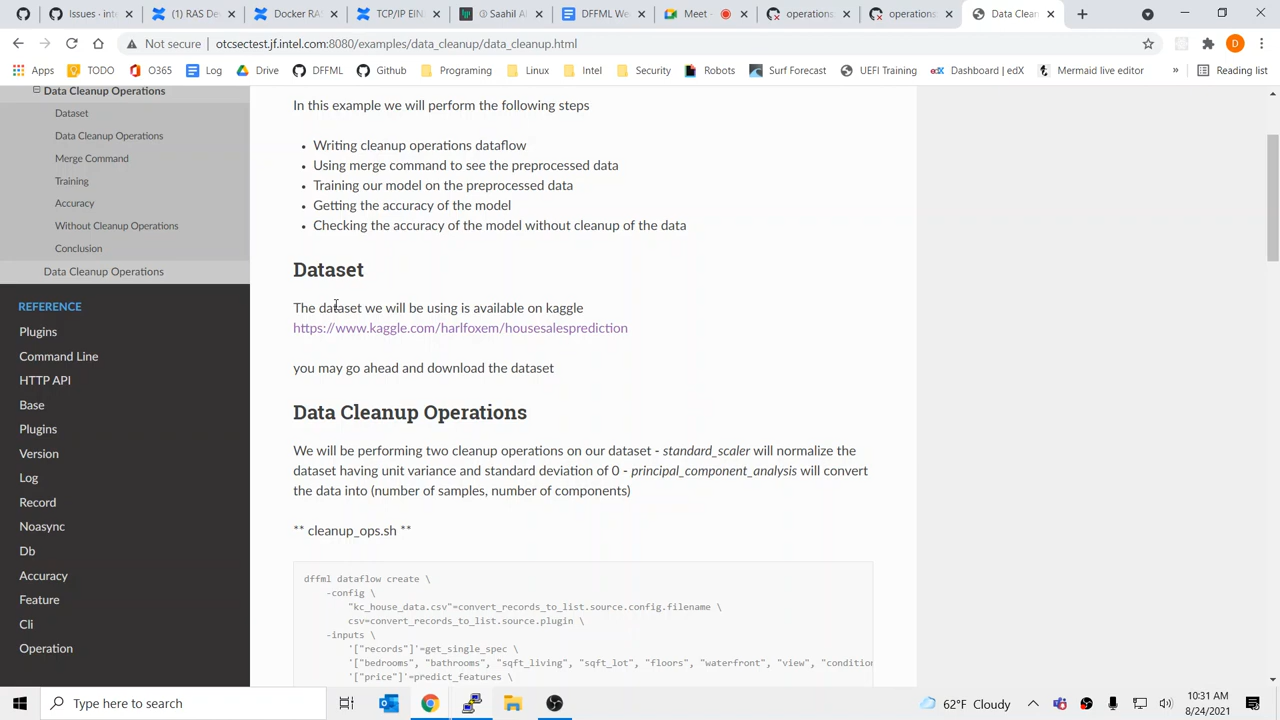 Issues · inte
(1) RAS De
Docker RA
TCP/IP EIN
Saahil Al
DFFML We
Meet -
operations
operations
Data Clean
Not secure
otcsectest.jf.intel.com:8080/examples/data_cleanup/data_cleanup.html
D
Apps
TODO
O365
Log
Drive
DFFML
Github
Programing
Linux
Intel
Security
Robots
Surf Forecast
UEFI Training
edX Dashboard | edX
Mermaid live editor
»
Reading list
Data Cleanup Operations
Dataset
Data Cleanup Operations
Merge Command
Training
Accuracy
Without Cleanup Operations
Conclusion
Data Cleanup Operations
REFERENCE
Plugins
Command Line
HTTP API
Base
Plugins
Version
Log
Record
Noasync
Db
Accuracy
Feature
Cli
Operation
In this example we will perform the following steps
• Writing cleanup operations dataflow
• Using merge command to see the preprocessed data
• Training our model on the preprocessed data
• Getting the accuracy of the model
• Checking the accuracy of the model without cleanup of the data
Dataset
The dataset we will be using is available on kaggle
https://www.kaggle.com/harlfoxem/housesalesprediction
you may go ahead and download the dataset
Data Cleanup Operations
We will be performing two cleanup operations on our dataset - standard_scaler will normalize the
dataset having unit variance and standard deviation of 0 - principal_component_analysis will convert
the data into (number of samples, number of components)
** cleanup_ops.sh **
dffml dataflow create \
-config \
"kc_house_data.csv"=convert_records_to_list.source.config.filename \
csv=convert_records_to_list.source.plugin \
-inputs \
'["records"]'=get_single_spec \
'["bedrooms", "bathrooms", "sqft_living", "sqft_lot", "floors", "waterfront", "view", "condition
'["price"]'=predict_features \
Type here to search
62°F Cloudy
10:31 AM
8/24/2021